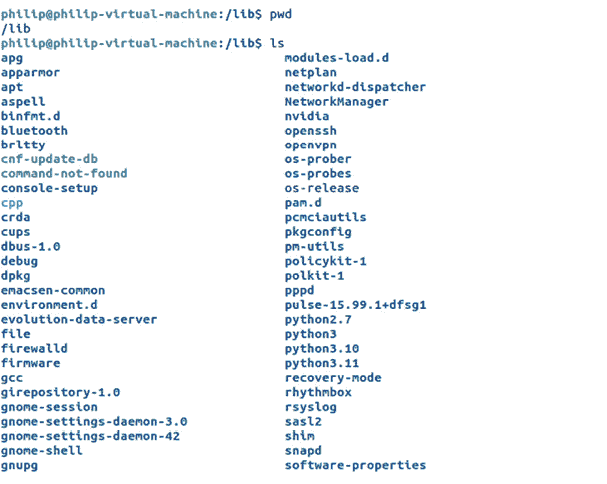 philip@philip-virtual-machine:/lib$ pwd
/lib
philip@philip-virtual-machine:/lib$ ls
apg modules-load.d
apparmor netplan
apt networkd-dispatcher
aspell NetworkManager
binfmt.d nvidia
bluetooth openssh
brltty openvpn
cnf-update-db os-prober
command-not-found os-probes
console-setup os-release
cpp pam.d
crda pcmciautils
cups pkgconfig
dbus-1.0 pm-utils
debug policykit-1
dpkg polkit-1
emacsen-common pppd
environment.d pulse-15.99.1+dfsg1
evolution-data-server python2.7
file python3
firewalld python3.10
firmware python3.11
gcc recovery-mode
girepository-1.0 rhythmbox
gnome-session rsyslog
gnome-settings-daemon-3.0 sasl2
gnome-settings-daemon-42 shim
gnome-shell snapd
gnupg software-properties